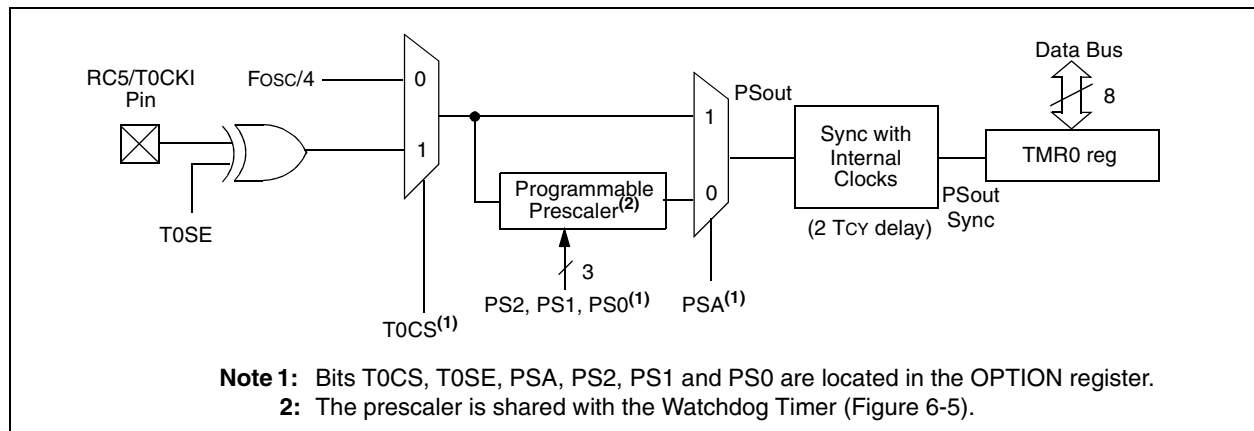 Data Bus
8
RC5/T0CKI
Pin
FOSC/4
0
1
T0SE
T0CS(1)
Programmable
Prescaler(2)
3
PS2, PS1, PS0(1)
1
0
PSA(1)
PSout
Sync with
Internal
Clocks
(2 TCY delay)
PSout
Sync
TMR0 reg
Note 1: Bits T0CS, T0SE, PSA, PS2, PS1 and PS0 are located in the OPTION register.
2: The prescaler is shared with the Watchdog Timer (Figure 6-5).